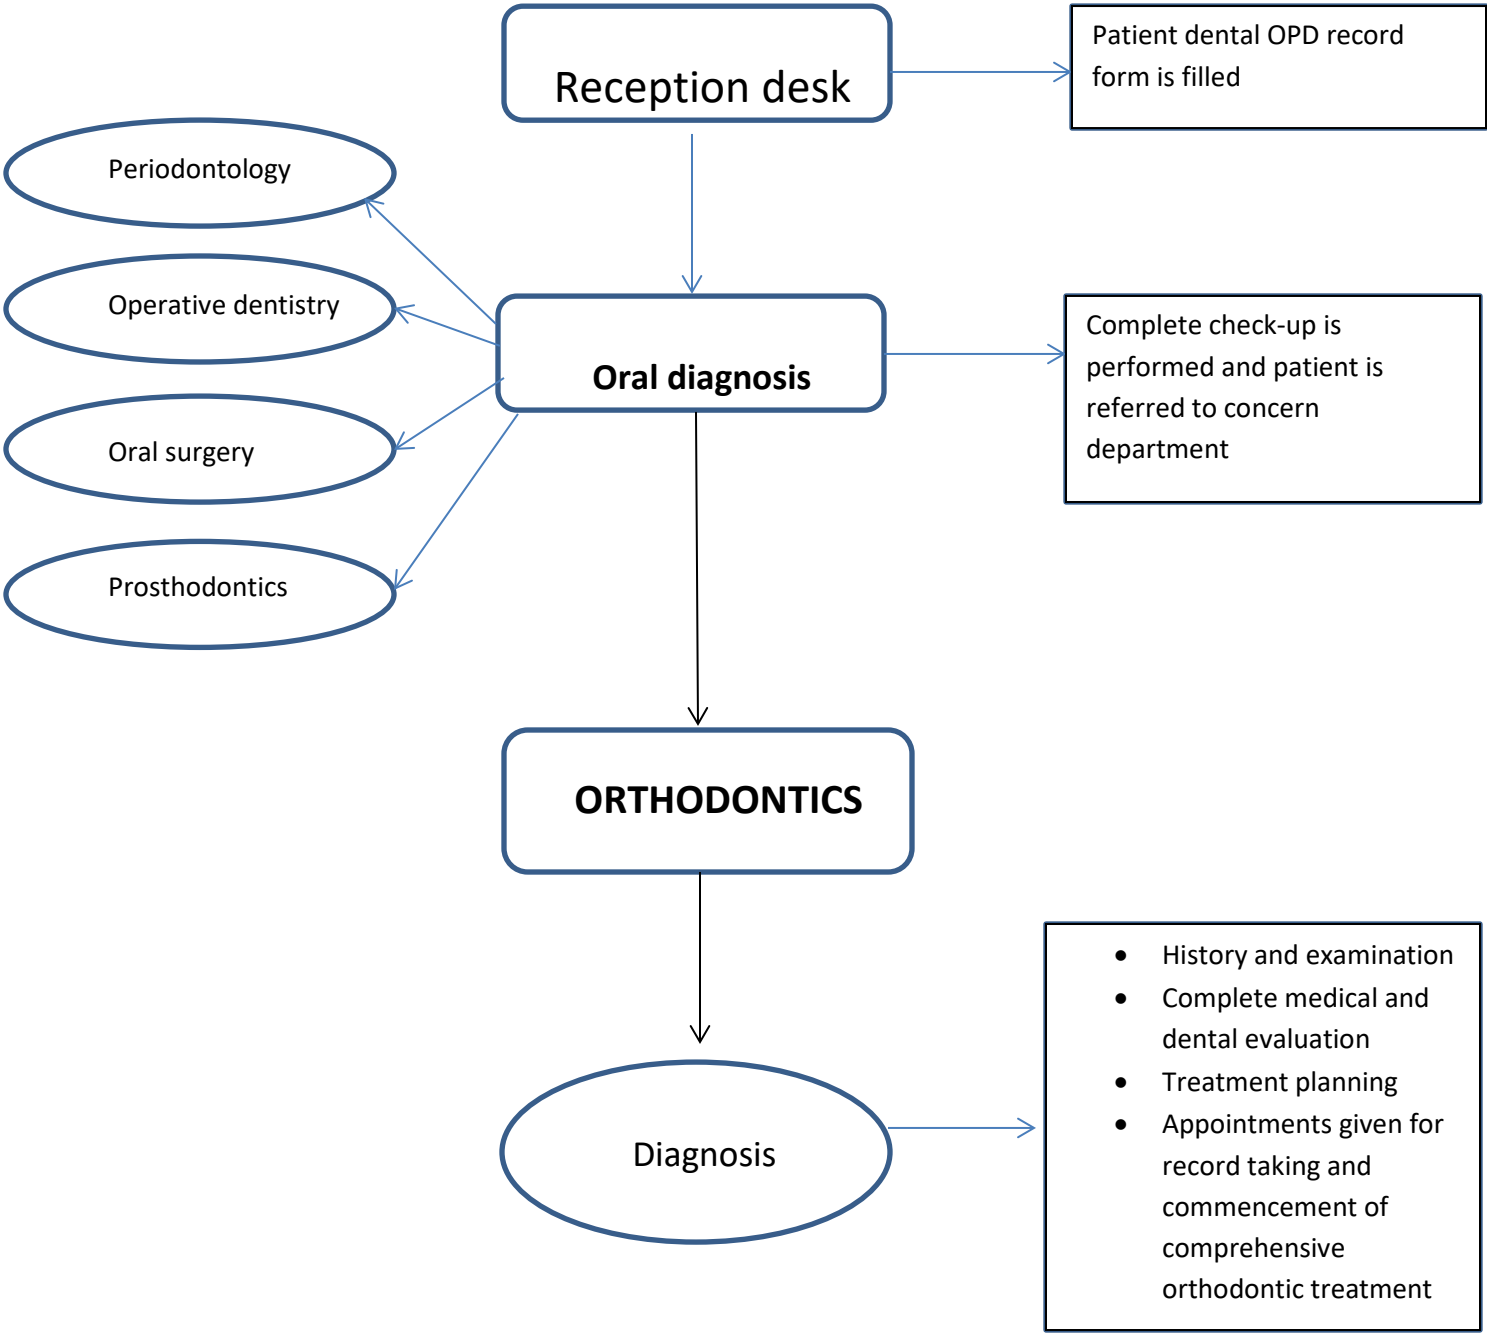 Reception desk
Patient dental OPD record
form is filled
Periodontology
Operative dentistry
Oral surgery
Prosthodontics
Oral diagnosis
Complete check-up is
performed and patient is
referred to concern
department
ORTHODONTICS
Diagnosis
• History and examination
• Complete medical and
dental evaluation
• Treatment planning
• Appointments given for
record taking and
commencement of
comprehensive
orthodontic treatment